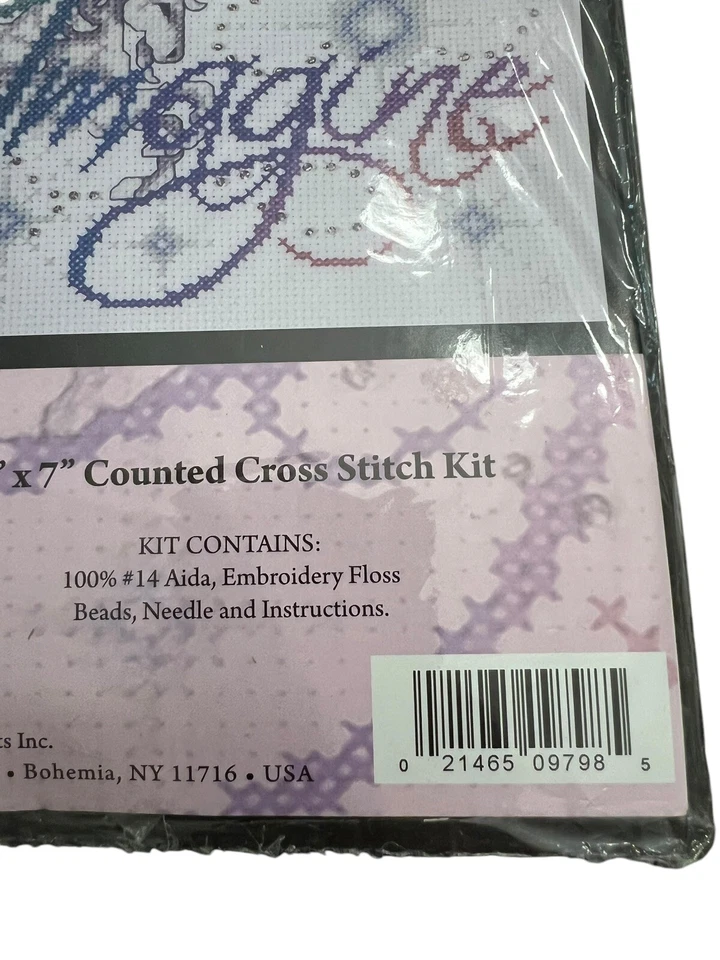 Imagine
” x 7” Counted Cross Stitch Kit
KIT CONTAINS:
100% #14 Aida, Embroidery Floss
Beads, Needle and Instructions.
ts Inc.
• Bohemia, NY 11716 • USA
0 21465 09798 5